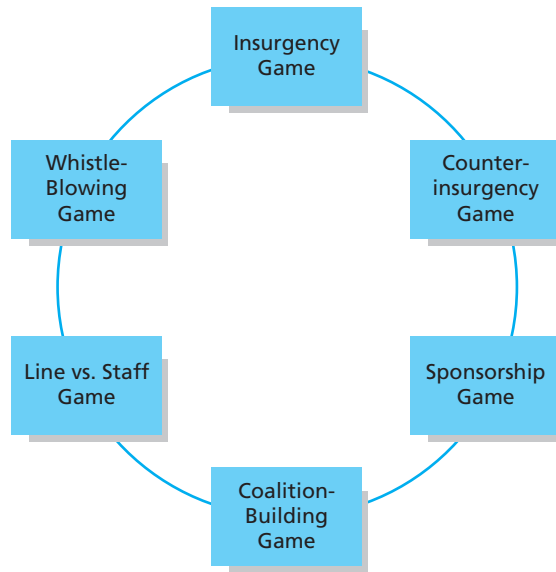 Insurgency
Game
Counter-
insurgency
Game
Sponsorship
Game
Coalition-
Building
Game
Line vs. Staff
Game
Whistle-
Blowing
Game